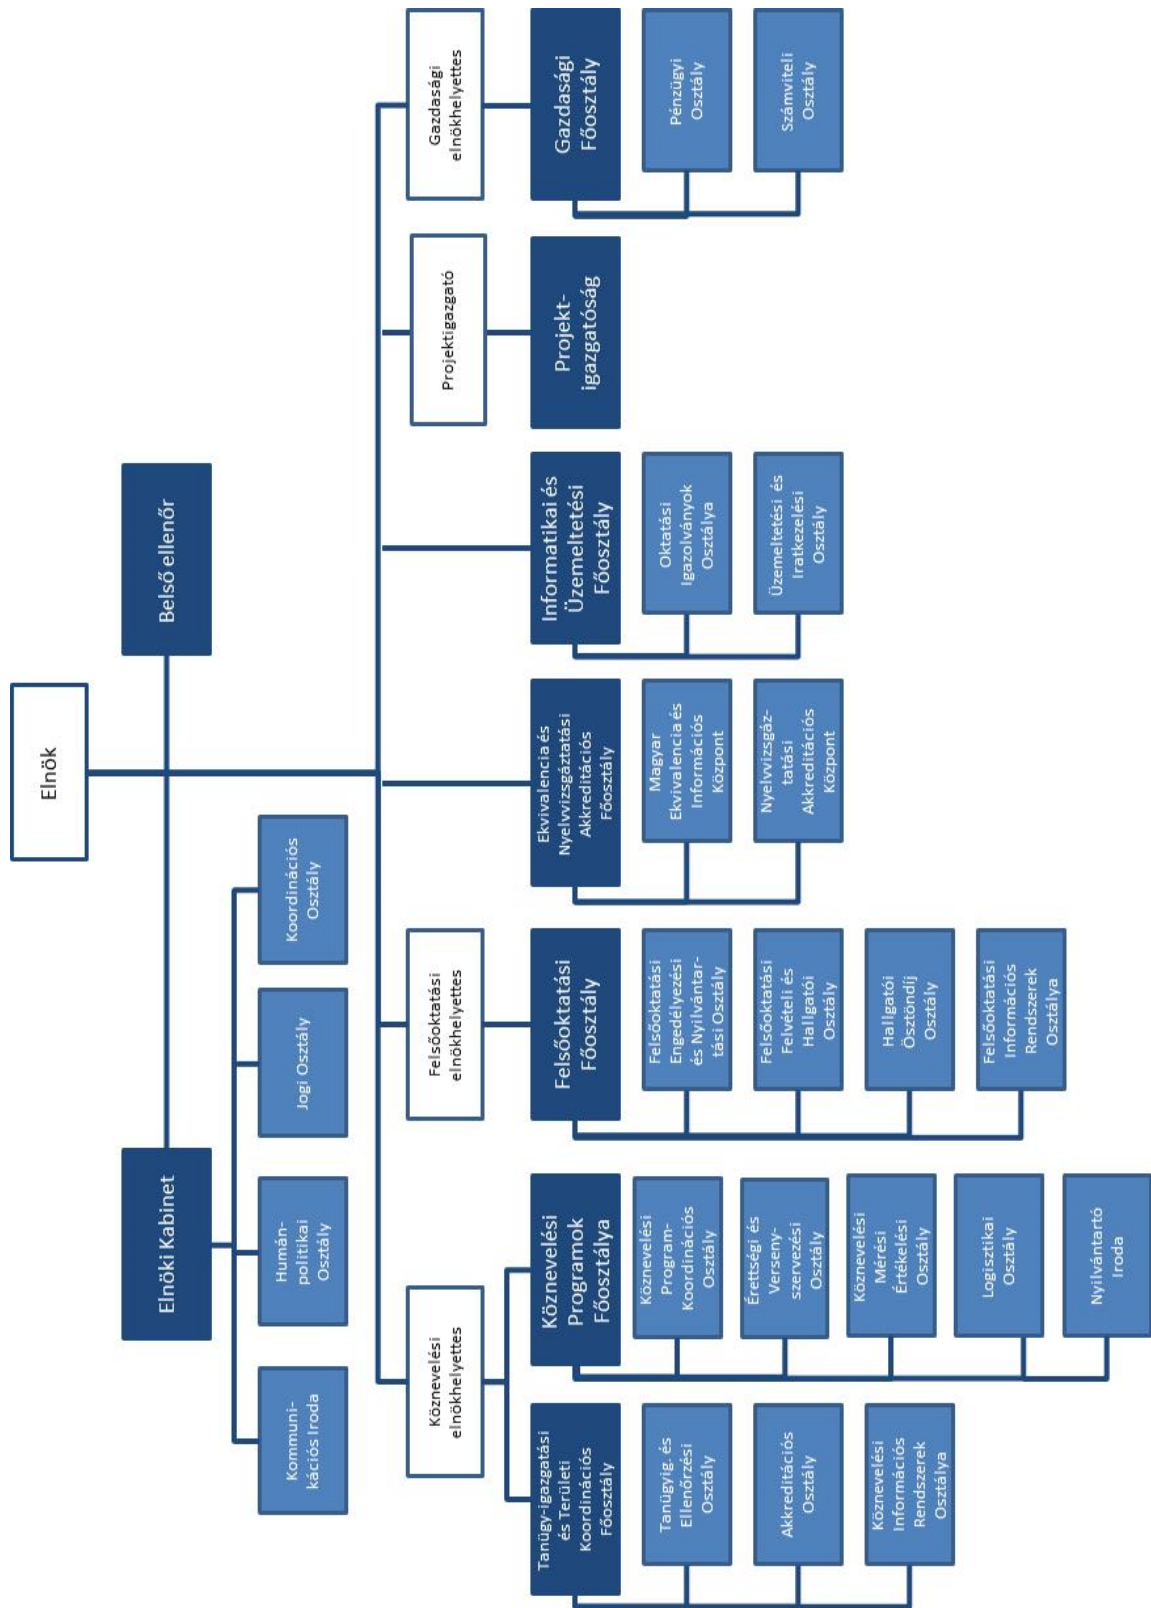 Elnök
Elnöki Kabinet
Belső ellenőr
Kommuni-
kációs Iroda
Humán-
politikai
Osztály
Jogi Osztály
Koordinációs
Osztály
Köznevelési
elnökhelyettes
Felsőoktatási
elnökhelyettes
Projektigazgató
Gazdasági
elnökhelyettes
Tanügy-igazgatási
és Területi
Koordinációs
Főosztály
Köznevelési
Programok
Főosztálya
Felsőoktatási
Főosztály
Ekvivalencia és
Nyelvvizsgáztatási
Akkreditációs
Főosztály
Informatikai és
Üzemeltetési
Főosztály
Projekt-
igazgatóság
Gazdasági
Főosztály
Tanügyig. és
Ellenőrzési
Osztály
Akkreditációs
Osztály
Köznevelési
Információs
Rendszerek
Osztálya
Köznevelési
Program-
Koordinációs
Osztály
Érettségi és
Verseny-
szervezési
Osztály
Köznevelési
Mérési
Értékelési
Osztály
Logisztikai
Osztály
Nyilvántartó
Iroda
Felsőoktatási
Engedélyezési
és Nyilvántar-
tási Osztály
Felsőoktatási
Felvételi és
Hallgatói
Osztály
Hallgatói
Ösztöndíj
Osztály
Felsőoktatási
Információs
Rendszerek
Osztálya
Magyar
Ekvivalencia és
Információs
Központ
Nyelvvizsgáz-
tatási
Akkreditációs
Központ
Oktatási
Igazolványok
Osztálya
Üzemeltetési és
Iratkezelési
Osztály
Pénzügyi
Osztály
Számviteli
Osztály